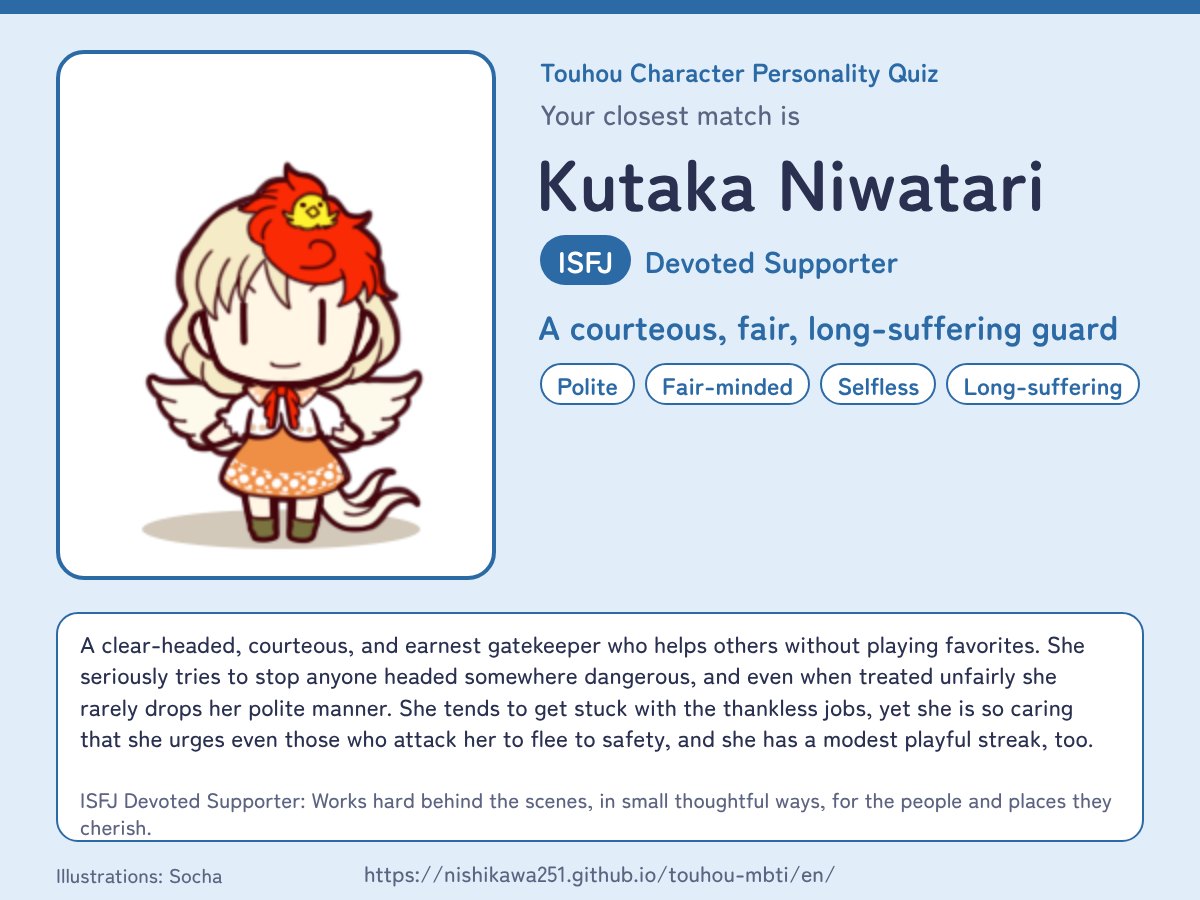 Touhou Character Personality Quiz
Your closest match is
Kutaka Niwatari
ISFJ Devoted Supporter
A courteous, fair, long-suffering guard
Polite Fair-minded Selfless Long-suffering
A clear-headed, courteous, and earnest gatekeeper who helps others without playing favorites. She
seriously tries to stop anyone headed somewhere dangerous, and even when treated unfairly she
rarely drops her polite manner. She tends to get stuck with the thankless jobs, yet she is so caring
that she urges even those who attack her to flee to safety, and she has a modest playful streak, too.
ISFJ Devoted Supporter: Works hard behind the scenes, in small thoughtful ways, for the people and places they
cherish.
Illustrations: Socha https://nishikawa251.github.io/touhou-mbti/en/